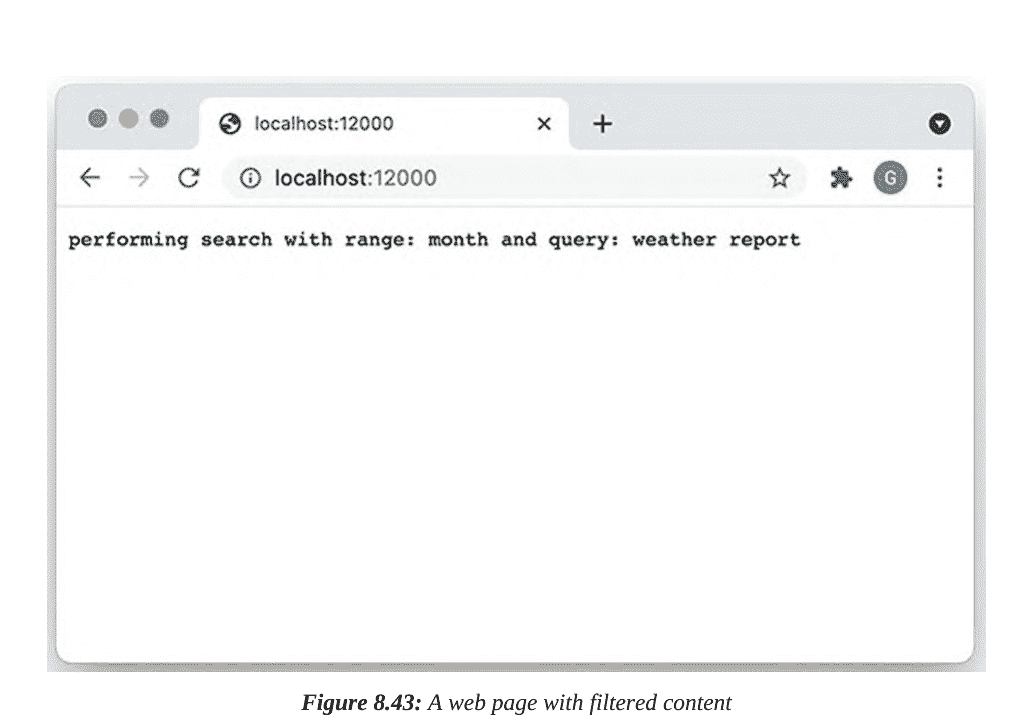 localhost:12000
localhost:12000
G
performing search with range: month and query: weather report
Figure 8.43: A web page with filtered content